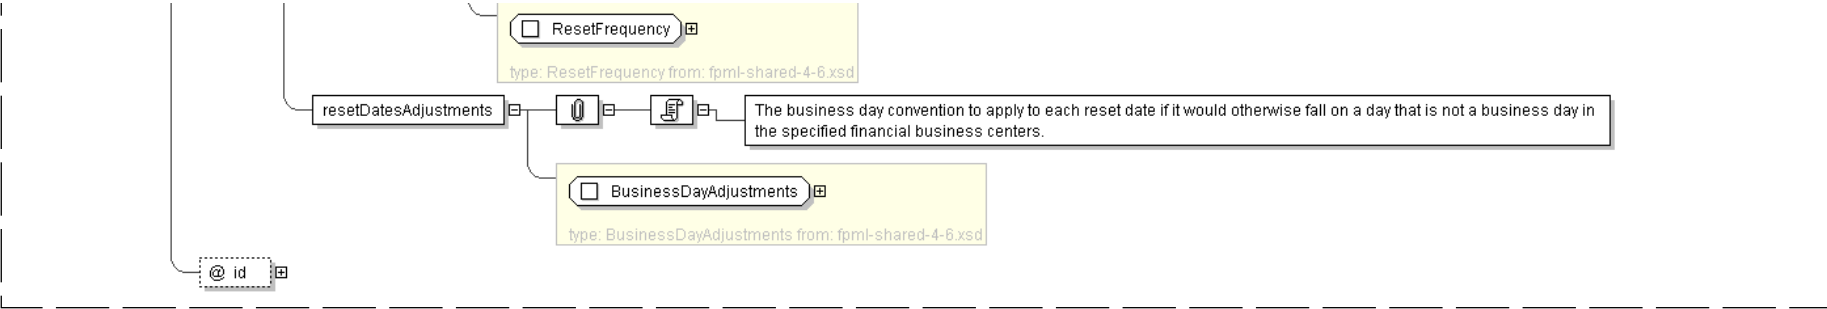 ResetFrequency
type: ResetFrequency from: fpml-shared-4-6.xsd
resetDatesAdjustments
The business day convention to apply to each reset date if it would otherwise fall on a day that is not a business day in
the specified financial business centers.
BusinessDayAdjustments
type: BusinessDayAdjustments from: fpml-shared-4-6.xsd
@ id